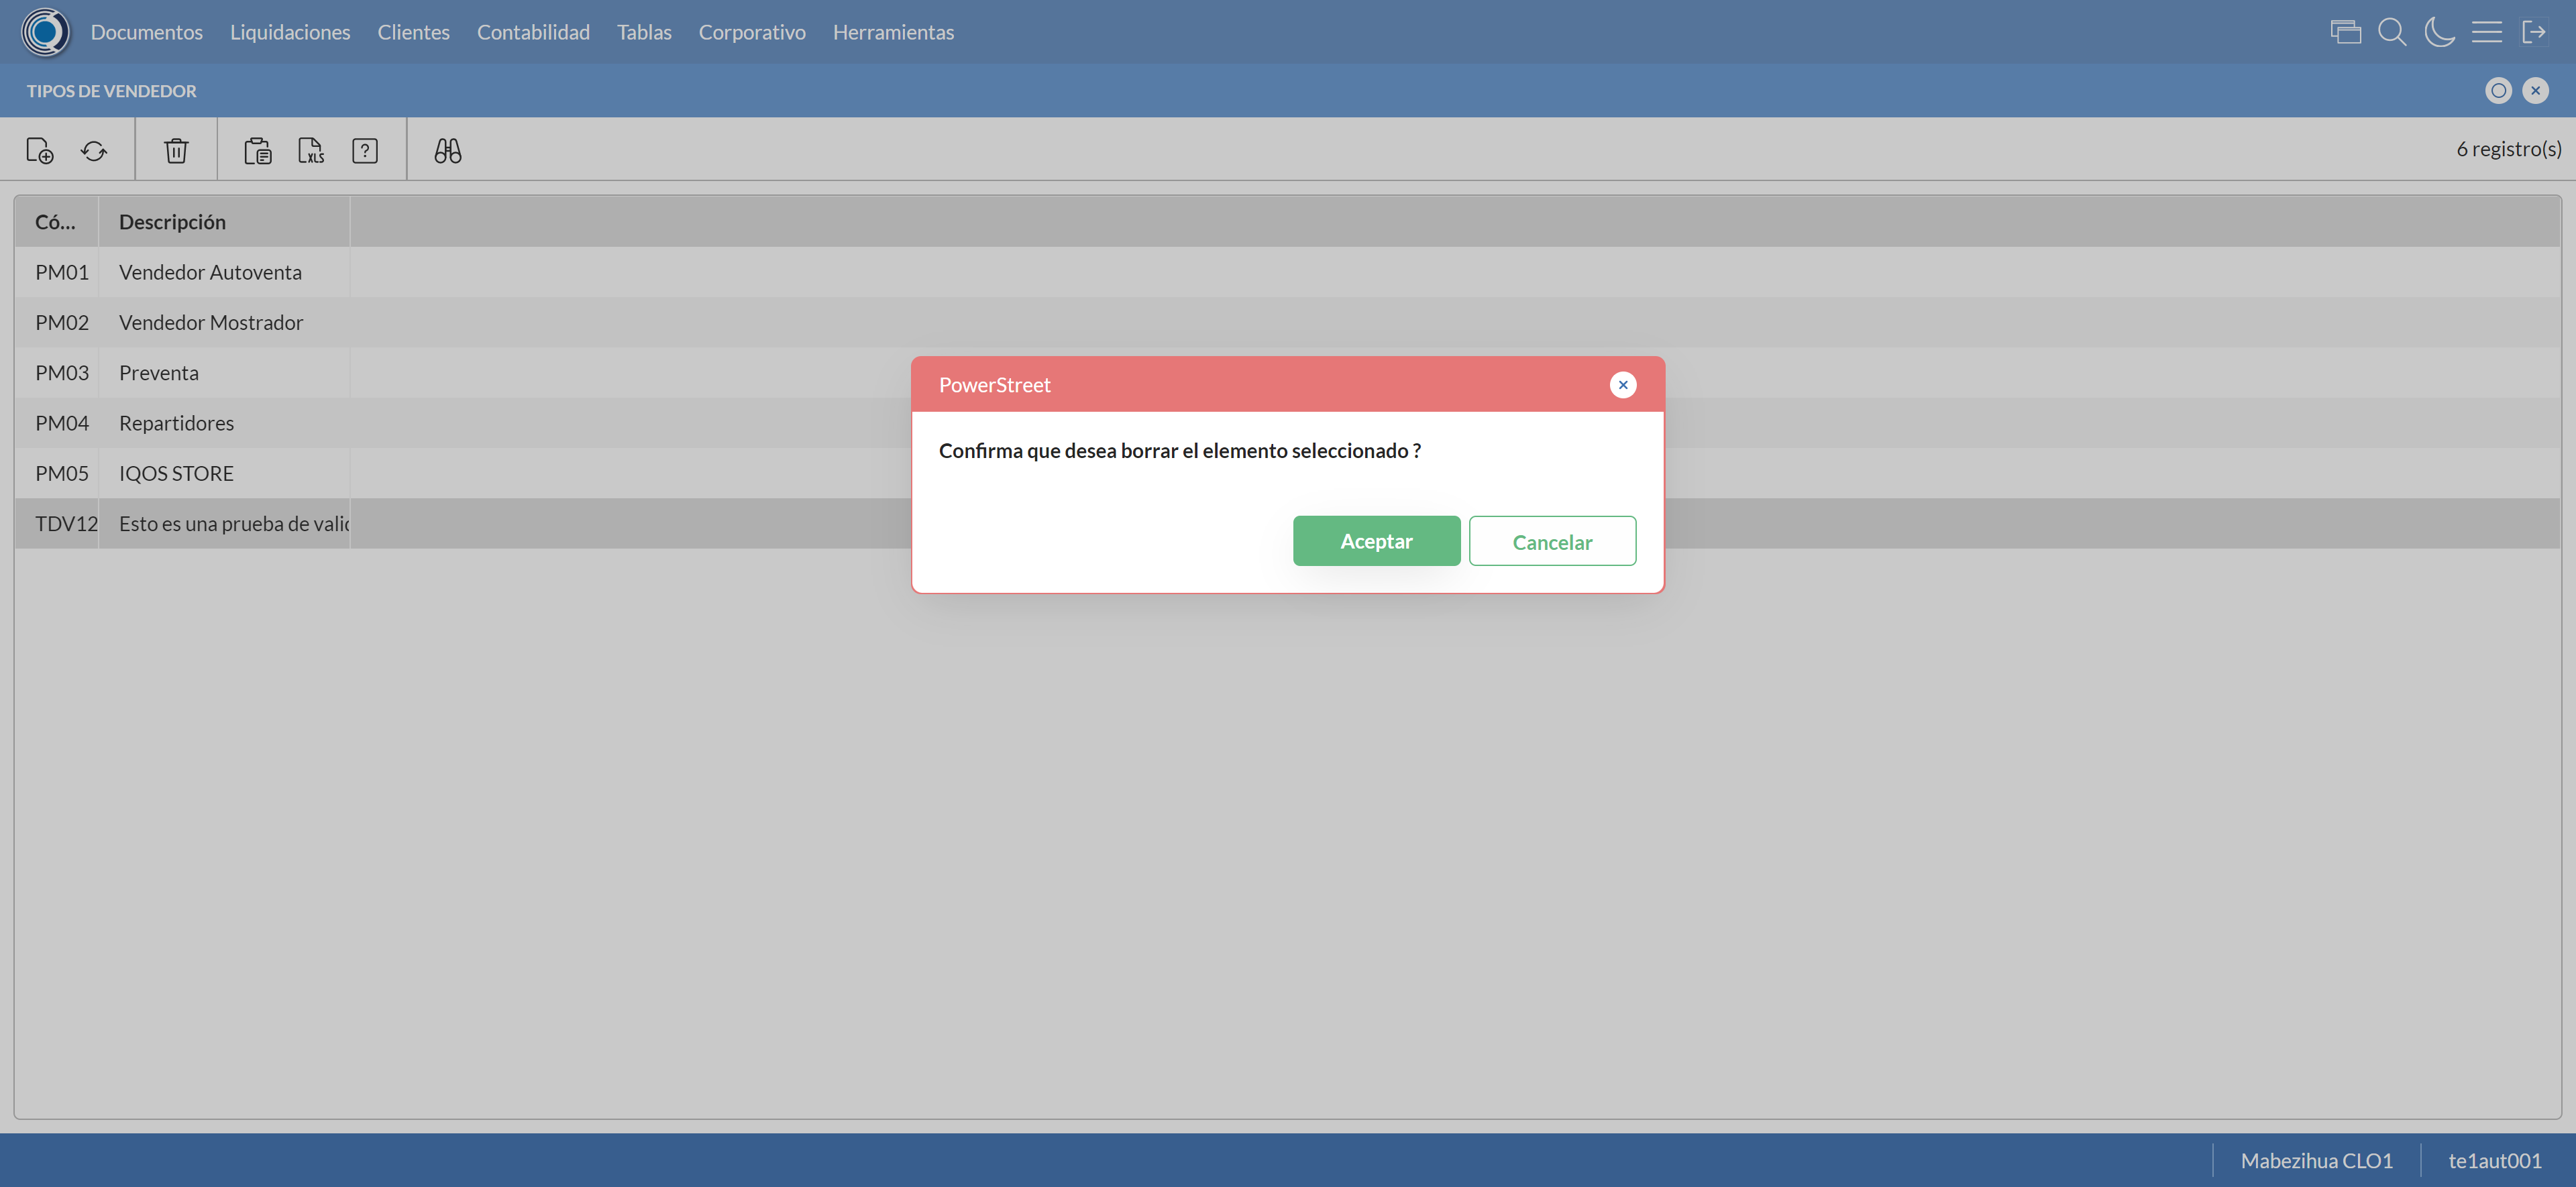 Documentos Liquidaciones Clientes Contabilidad Tablas Corporativo Herramientas
TIPOS DE VENDEDOR
XLS ? 6 registro(s)
Có... Descripción
PM01 Vendedor Autoventa
PM02 Vendedor Mostrador
PM03 Preventa
PM04 Repartidores
PM05 IQOS STORE
TDV12 Esto es una prueba de valid
PowerStreet
Confirma que desea borrar el elemento seleccionado ?
Aceptar Cancelar
Mabezihua CLO1 te1aut001